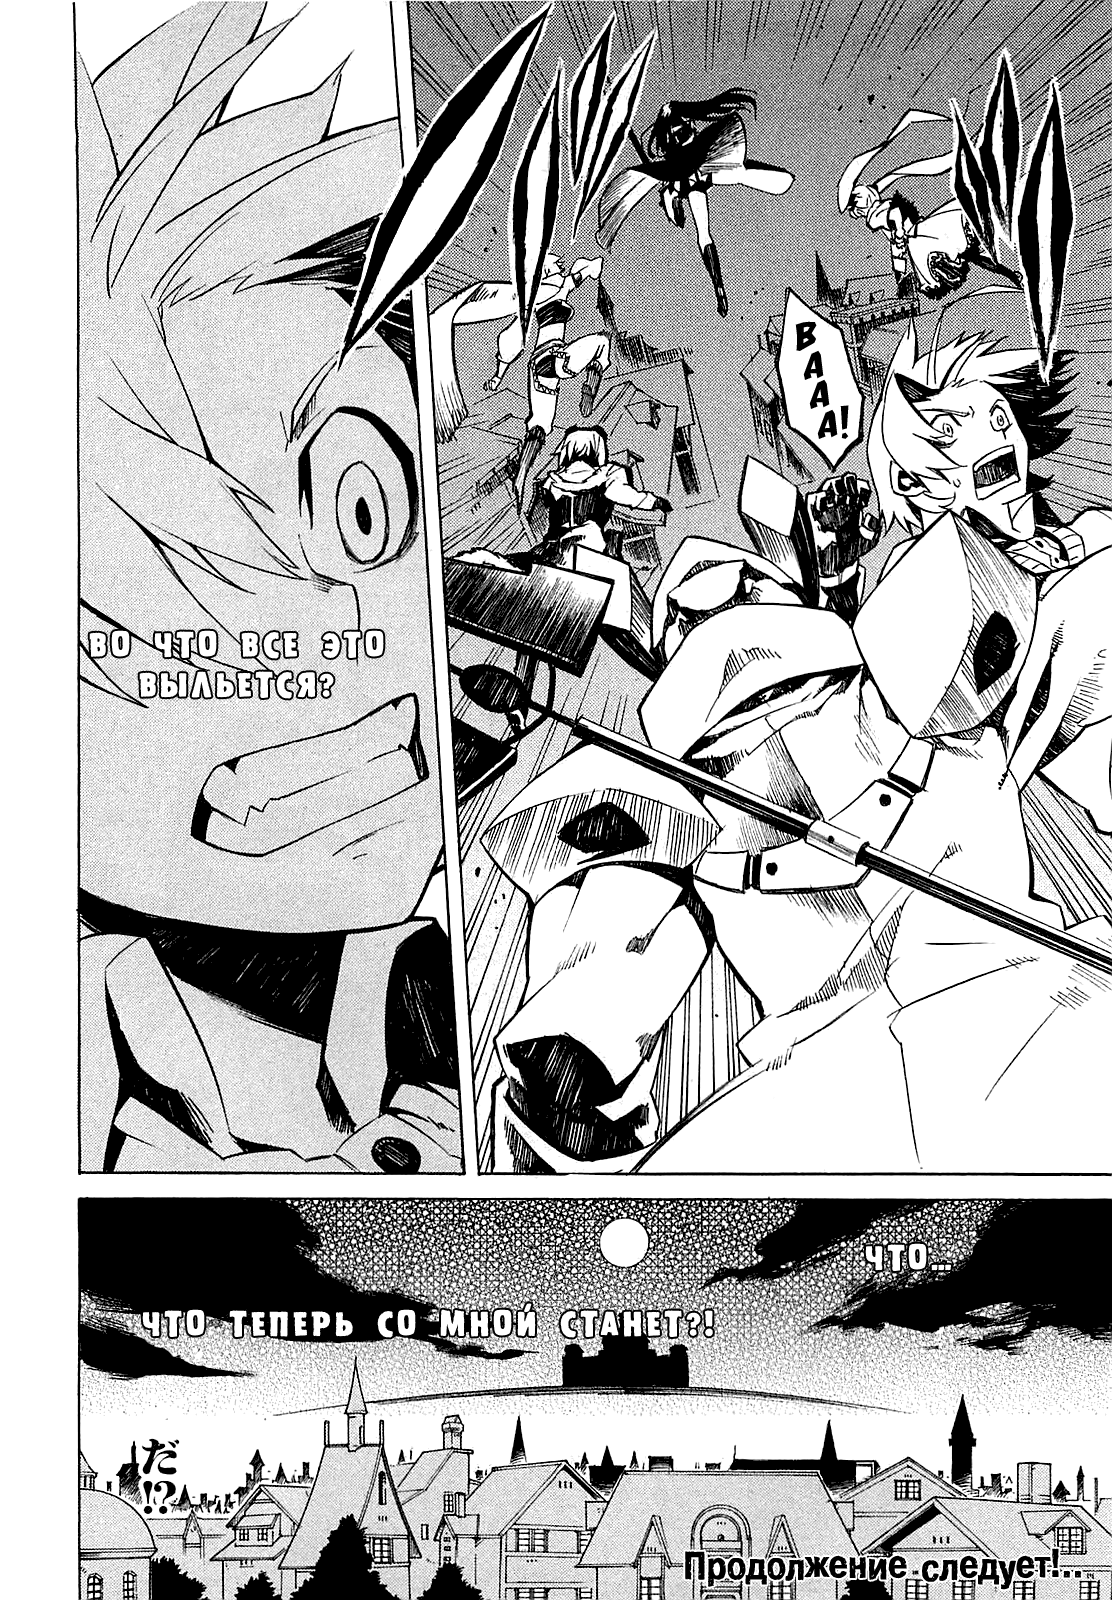 ВААА!
ВО ЧТО ВСЕ ЭТО
ВЫЛЬЕТСЯ?
ЧТО...
ЧТО ТЕПЕРЬ СО МНОЙ СТАНЕТ?!
だ!?
Продолжение следует!...